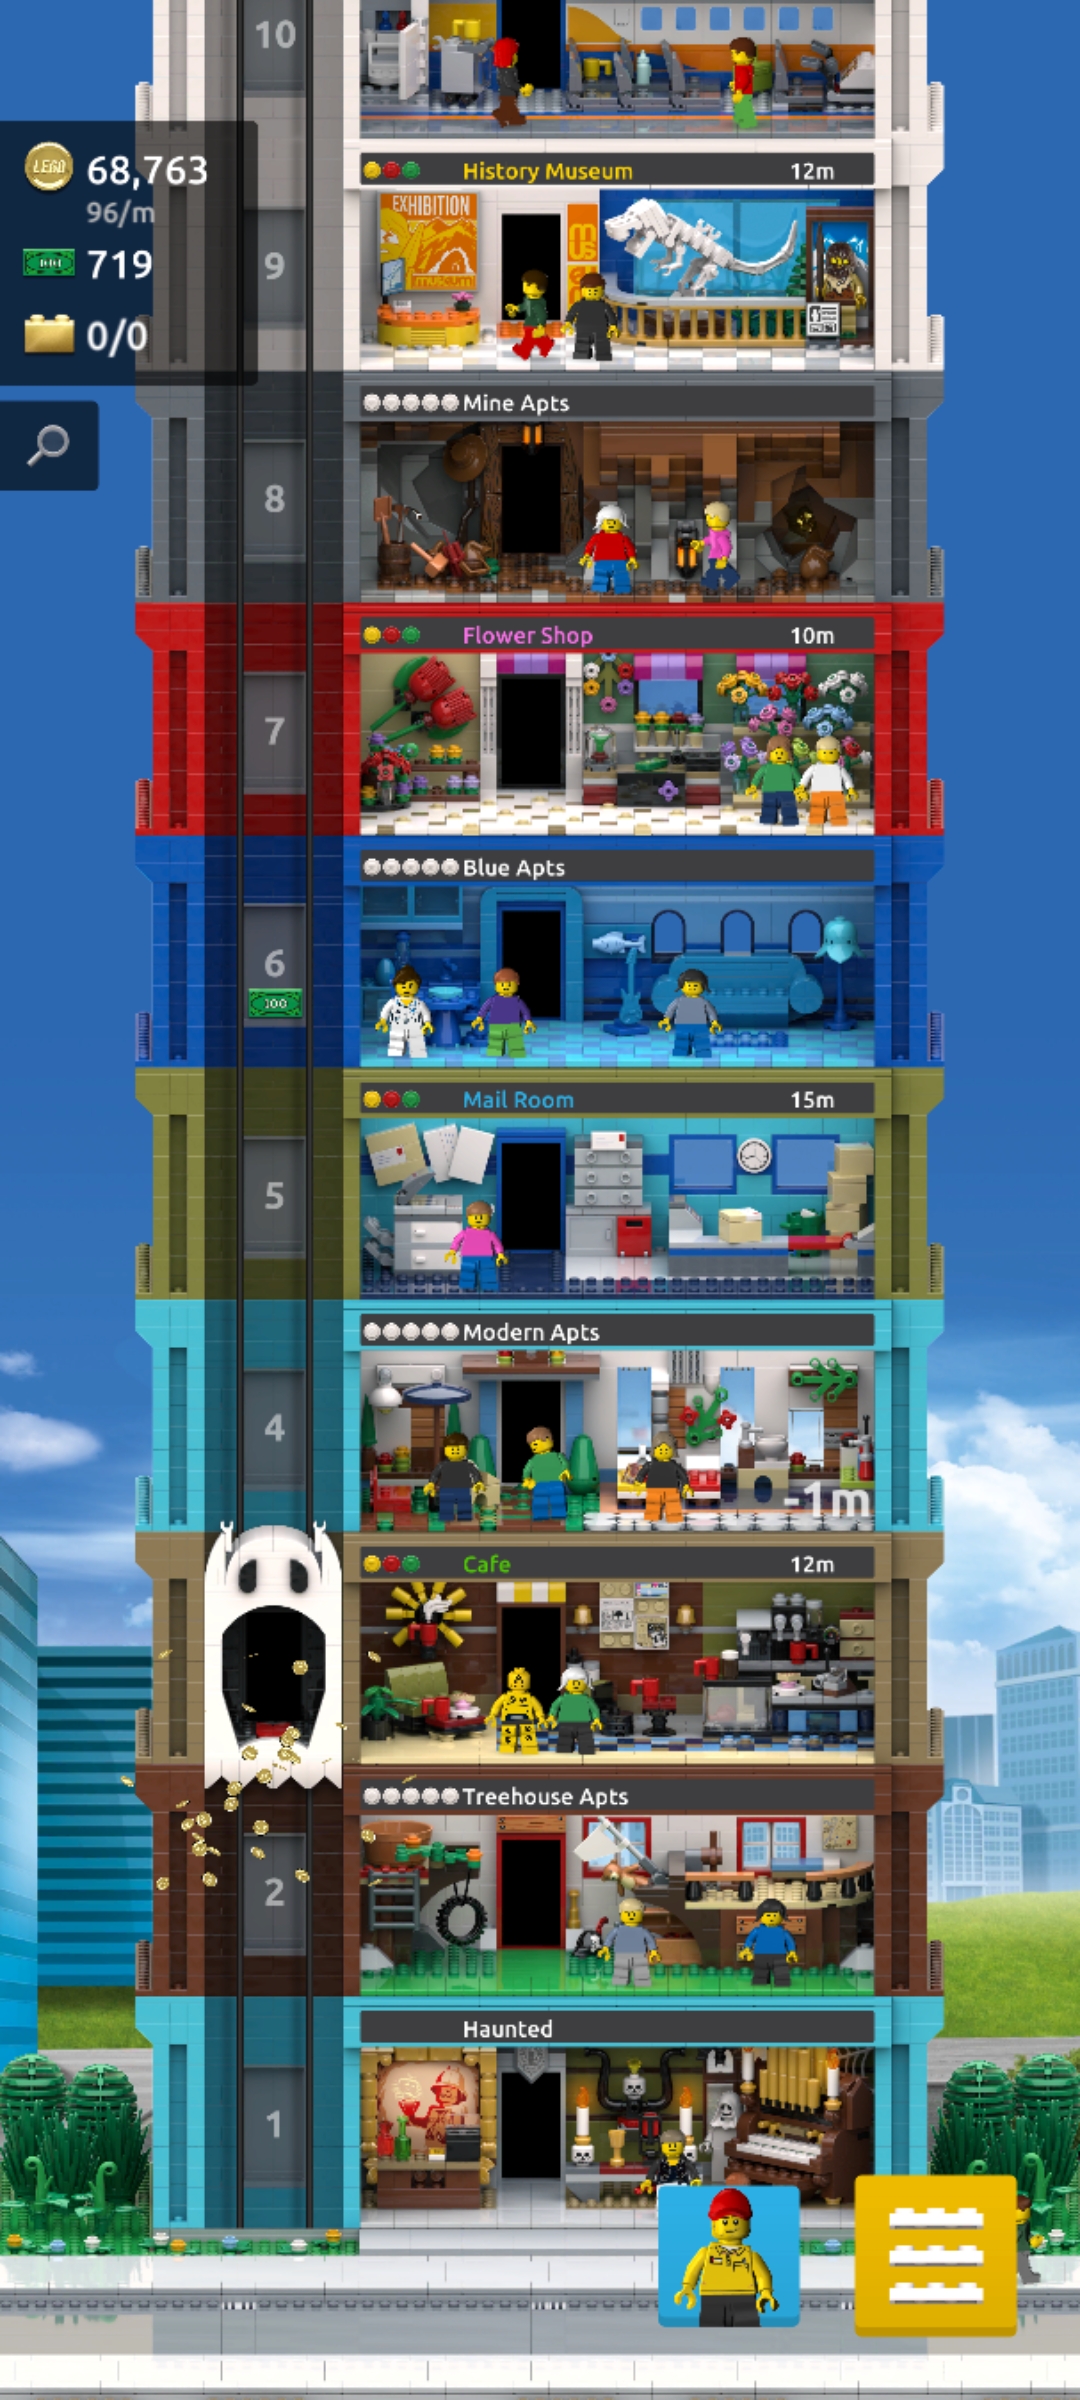 10
LEGO 68,763
96/m
719
0/0
History Museum 12m
EXHIBITION
museum
mus
9
Mine Apts
8
Flower Shop 10m
7
Blue Apts
6
100
Mail Room 15m
5
Modern Apts
4
-1m
Cafe 12m
Treehouse Apts
2
Haunted
1